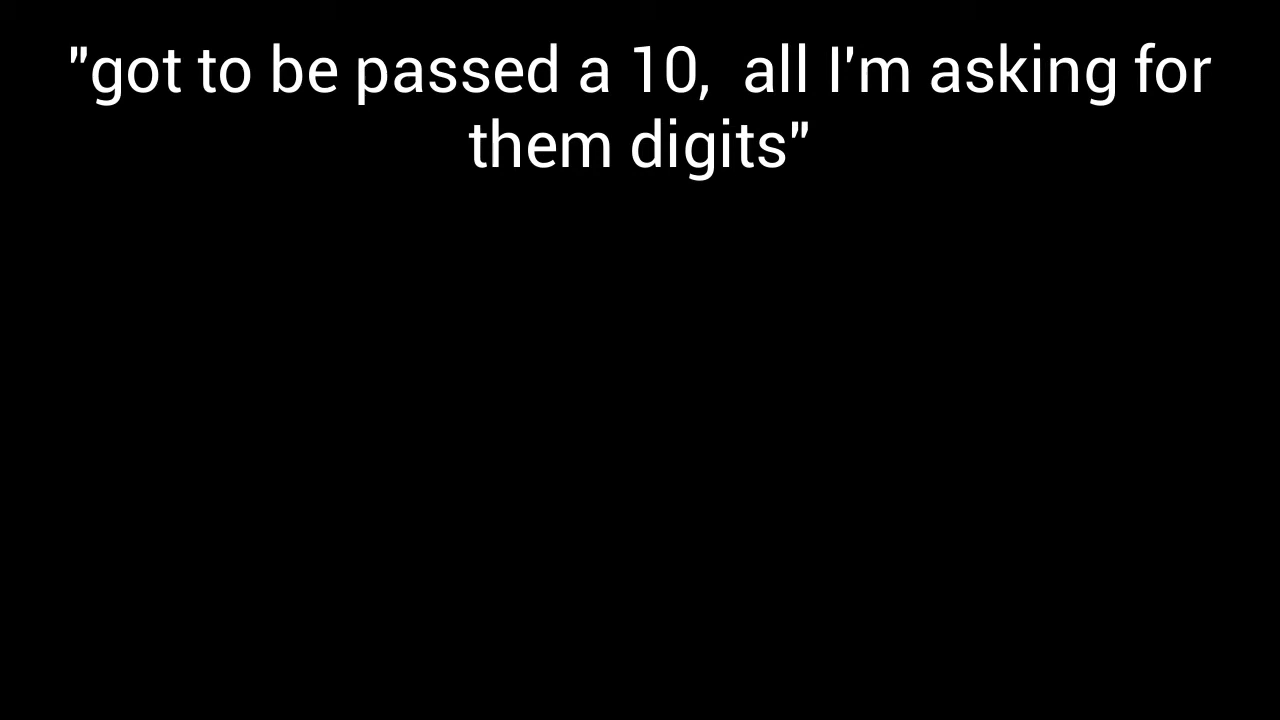 "got to be passed a 10,  all I'm asking for
them digits"